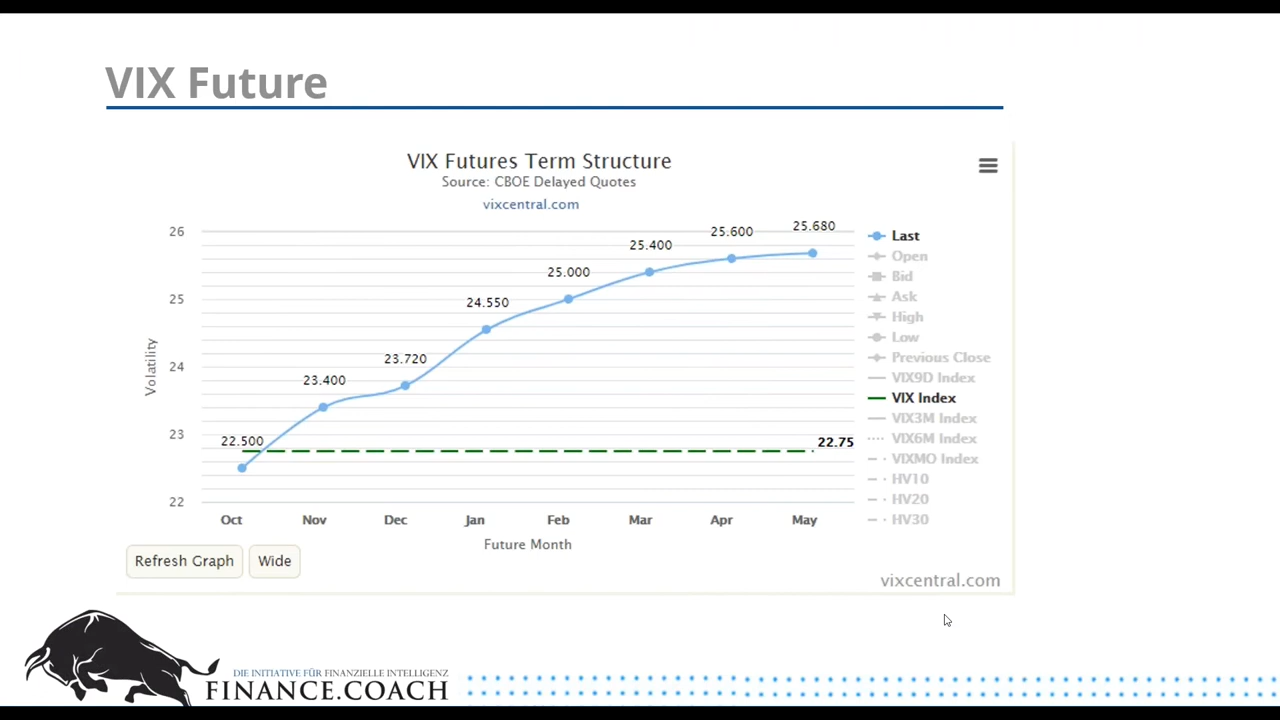 VIX Future
VIX Futures Term Structure
Source: CBOE Delayed Quotes
vixcentral.com
26
25
24
23
22
Volatility
22.500
23.400
23.720
24.550
25.000
25.400
25.600
25.680
22.75
Oct Nov Dec Jan Feb Mar Apr May
Future Month
Last
Open
Bid
Ask
High
Low
Previous Close
VIX9D Index
VIX Index
VIX3M Index
VIX6M Index
VIXMO Index
HV10
HV20
HV30
Refresh Graph Wide
vixcentral.com
DIE INITIATIVE FÜR FINANZIELLE INTELLIGENZ
FINANCE.COACH